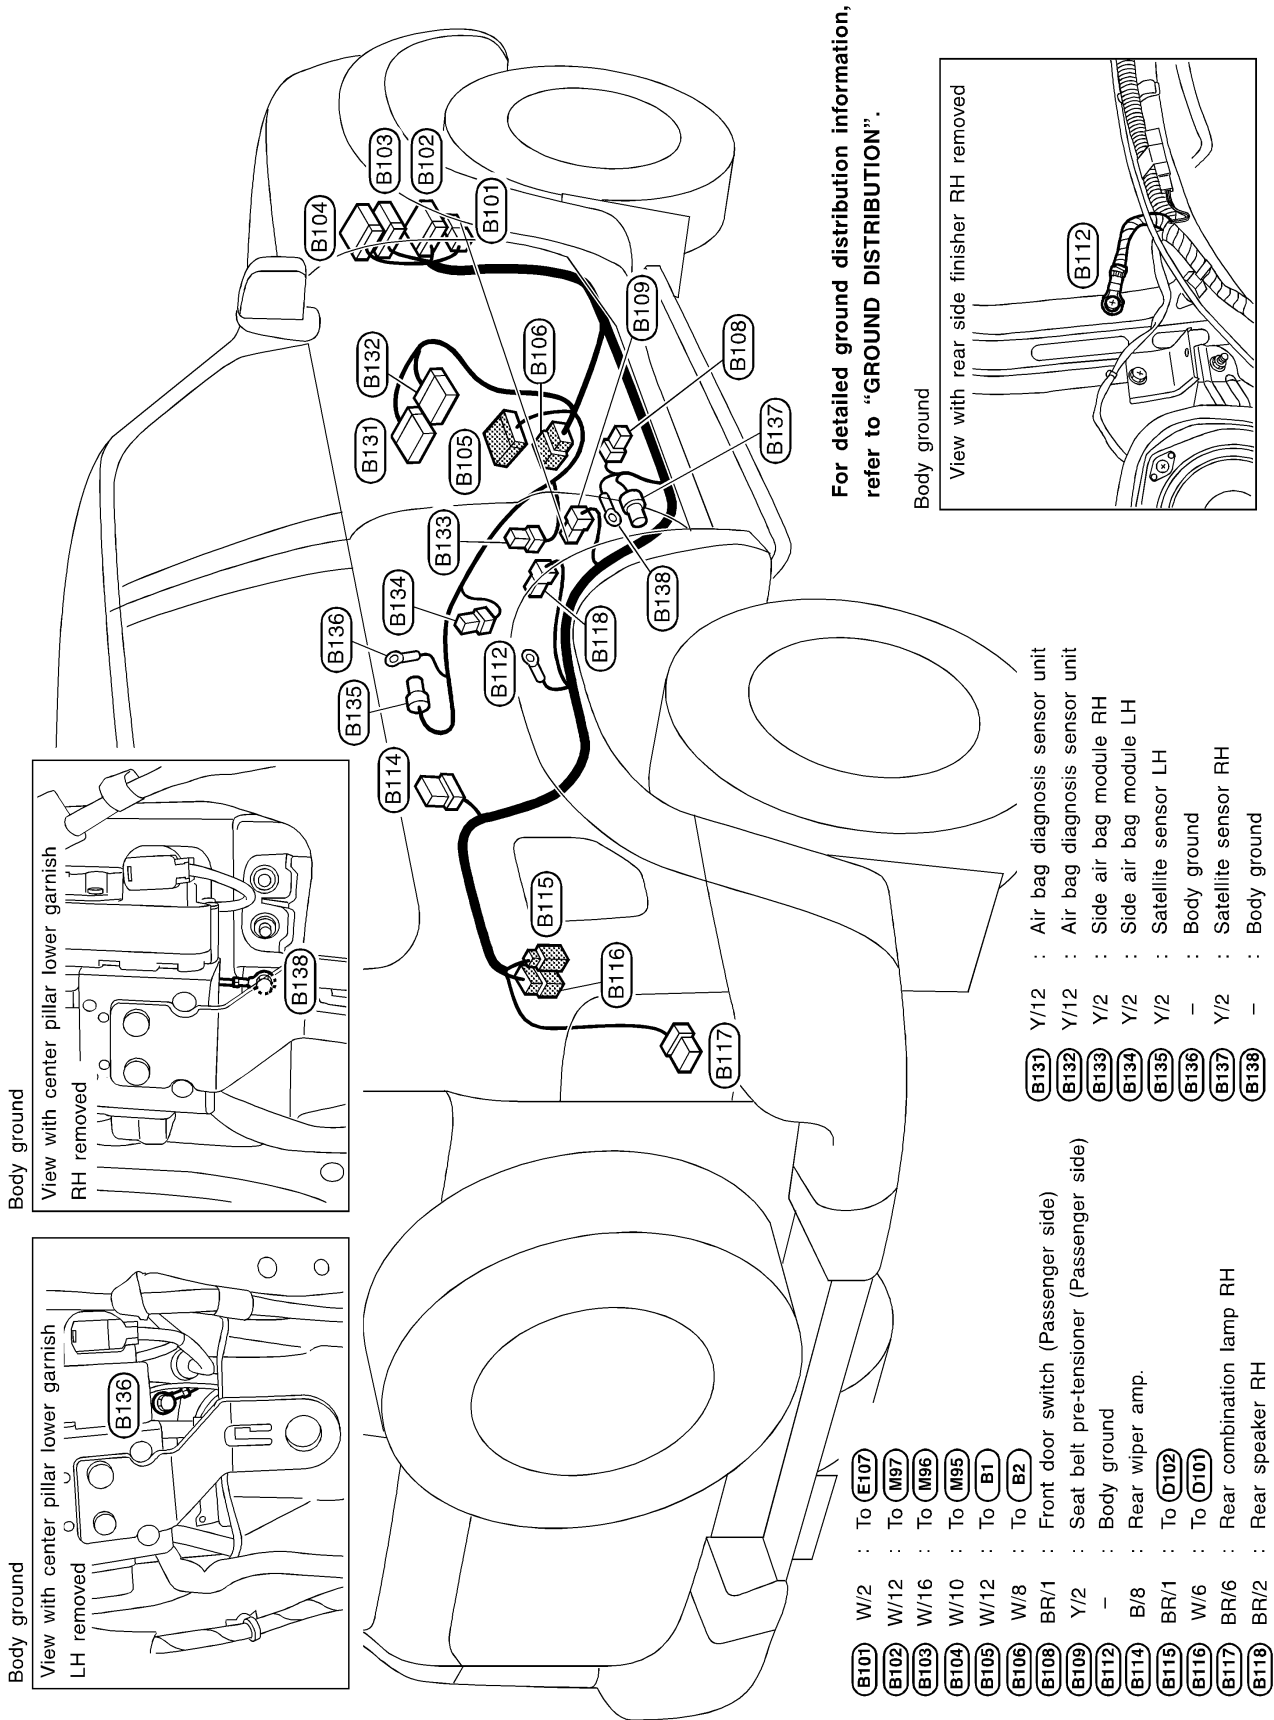 Body ground
View with center pillar lower garnish
LH removed
B136
Body ground
View with center pillar lower garnish
RH removed
B138
B104
B103
B102
B101
B132
B131
B105
B106
B109
B108
B137
B133
B134
B136
B135
B112
B118
B138
B114
B115
B116
B117
For detailed ground distribution information,
refer to “GROUND DISTRIBUTION”.
Body ground
View with rear side finisher RH removed
B112
B101 W/2 : To E107
B102 W/12 : To M97
B103 W/16 : To M96
B104 W/10 : To M95
B105 W/12 : To B1
B106 W/8 : To B2
B108 BR/1 : Front door switch (Passenger side)
B109 Y/2 : Seat belt pre-tensioner (Passenger side)
B112 – : Body ground
B114 B/8 : Rear wiper amp.
B115 BR/1 : To D102
B116 W/6 : To D101
B117 BR/6 : Rear combination lamp RH
B118 BR/2 : Rear speaker RH
B131 Y/12 : Air bag diagnosis sensor unit
B132 Y/12 : Air bag diagnosis sensor unit
B133 Y/2 : Side air bag module RH
B134 Y/2 : Side air bag module LH
B135 Y/2 : Satellite sensor LH
B136 – : Body ground
B137 Y/2 : Satellite sensor RH
B138 – : Body ground